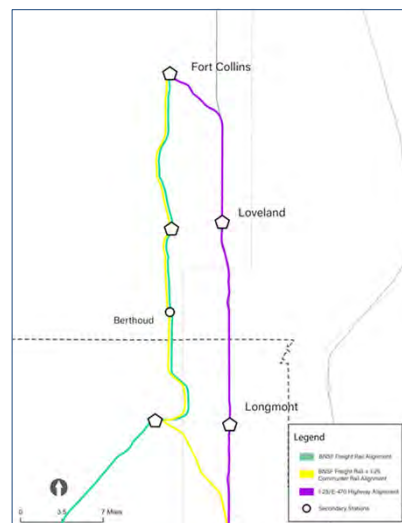 Fort Collins
Loveland
Berthoud
Longmont
Legend
BNSF Freight Rail Alignment
BNSF Freight Rail + I-25
Commuter Rail Alignment
I-25/E-470 Highway Alignment
Secondary Stations
0 3.5 7 Miles